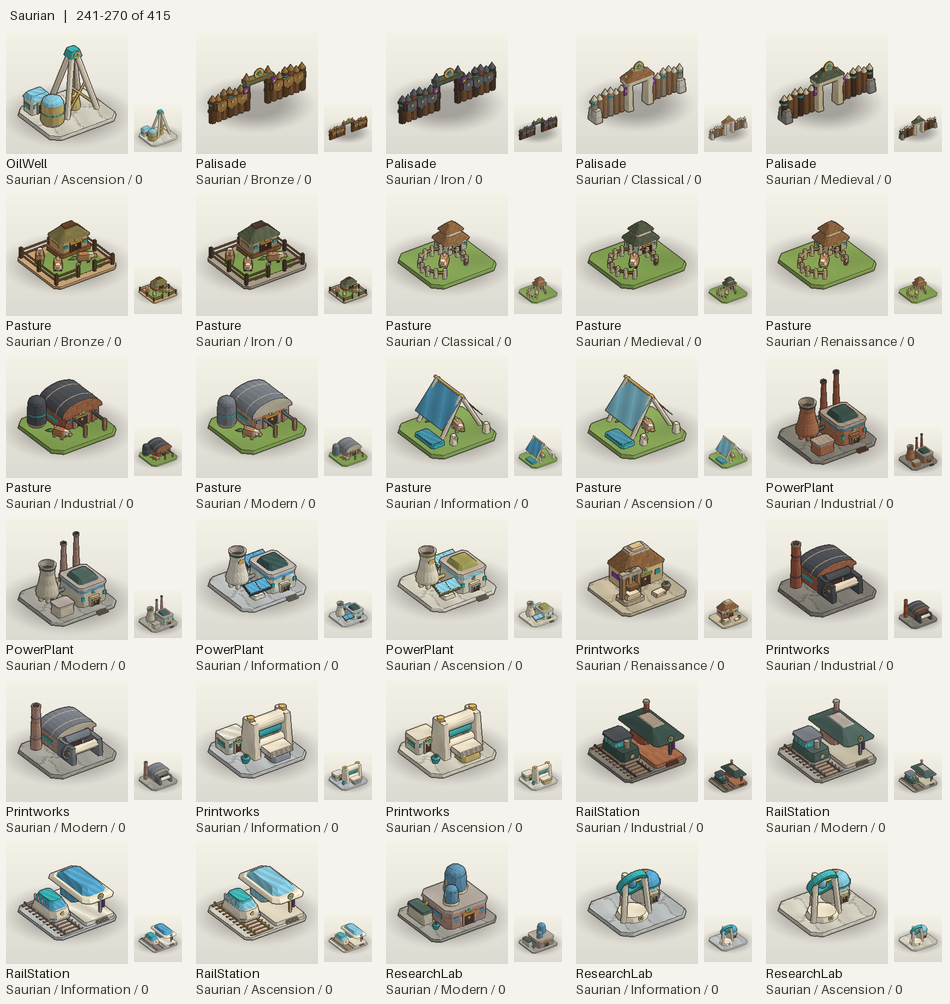 Saurian | 241-270 of 415
OilWell
Saurian / Ascension / 0
Palisade
Saurian / Bronze / 0
Palisade
Saurian / Iron / 0
Palisade
Saurian / Classical / 0
Palisade
Saurian / Medieval / 0
Pasture
Saurian / Bronze / 0
Pasture
Saurian / Iron / 0
Pasture
Saurian / Classical / 0
Pasture
Saurian / Medieval / 0
Pasture
Saurian / Renaissance / 0
Pasture
Saurian / Industrial / 0
Pasture
Saurian / Modern / 0
Pasture
Saurian / Information / 0
Pasture
Saurian / Ascension / 0
PowerPlant
Saurian / Industrial / 0
PowerPlant
Saurian / Modern / 0
PowerPlant
Saurian / Information / 0
PowerPlant
Saurian / Ascension / 0
Printworks
Saurian / Renaissance / 0
Printworks
Saurian / Industrial / 0
Printworks
Saurian / Modern / 0
Printworks
Saurian / Information / 0
Printworks
Saurian / Ascension / 0
RailStation
Saurian / Industrial / 0
RailStation
Saurian / Modern / 0
RailStation
Saurian / Information / 0
RailStation
Saurian / Ascension / 0
ResearchLab
Saurian / Modern / 0
ResearchLab
Saurian / Information / 0
ResearchLab
Saurian / Ascension / 0